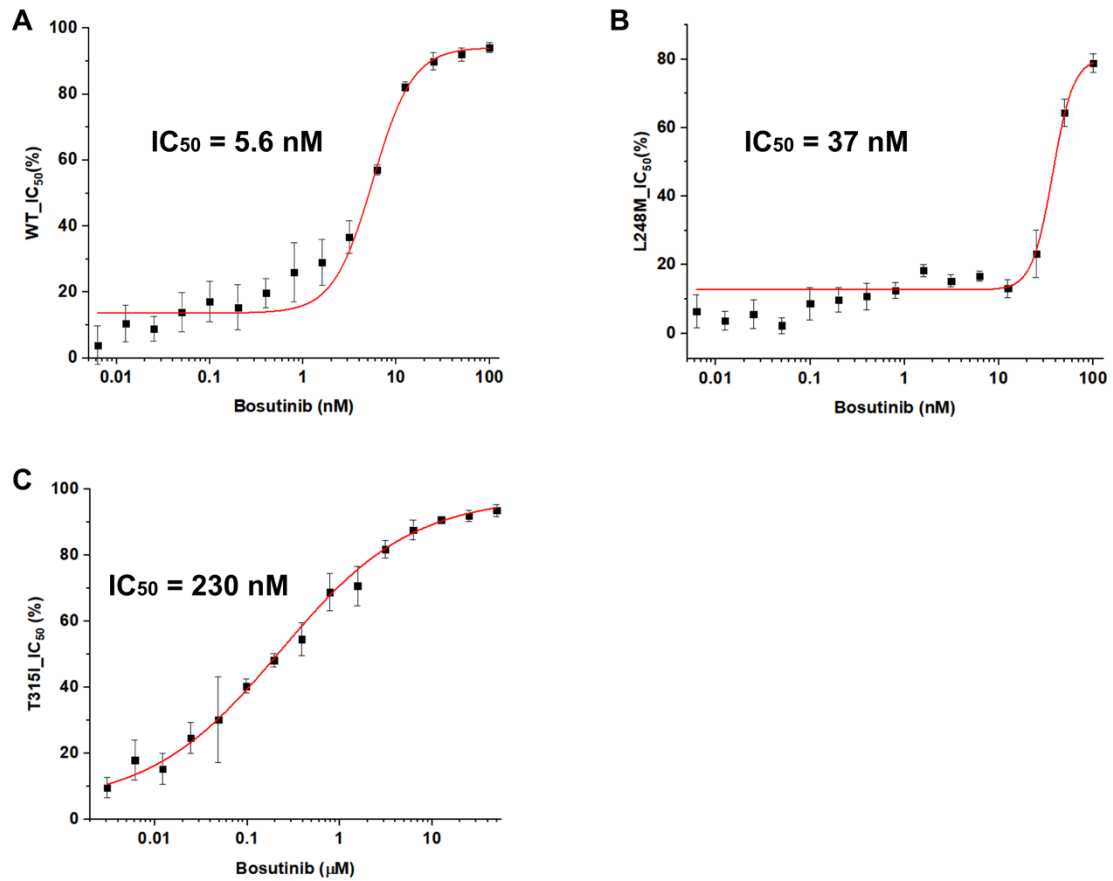 A
WT_IC50(%)
100
80
60
40
20
0
IC50 = 5.6 nM
0.01 0.1 1 10 100
Bosutinib (nM)
B
L248M_IC50(%)
80
60
40
20
0
IC50 = 37 nM
0.01 0.1 1 10 100
Bosutinib (nM)
C
T315I_IC50 (%)
100
80
60
40
20
0
IC50 = 230 nM
0.01 0.1 1 10
Bosutinib (μM)